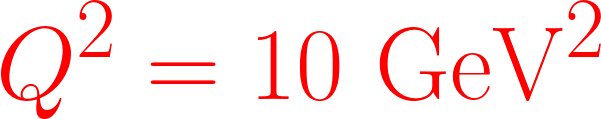 Q² = 10 GeV²